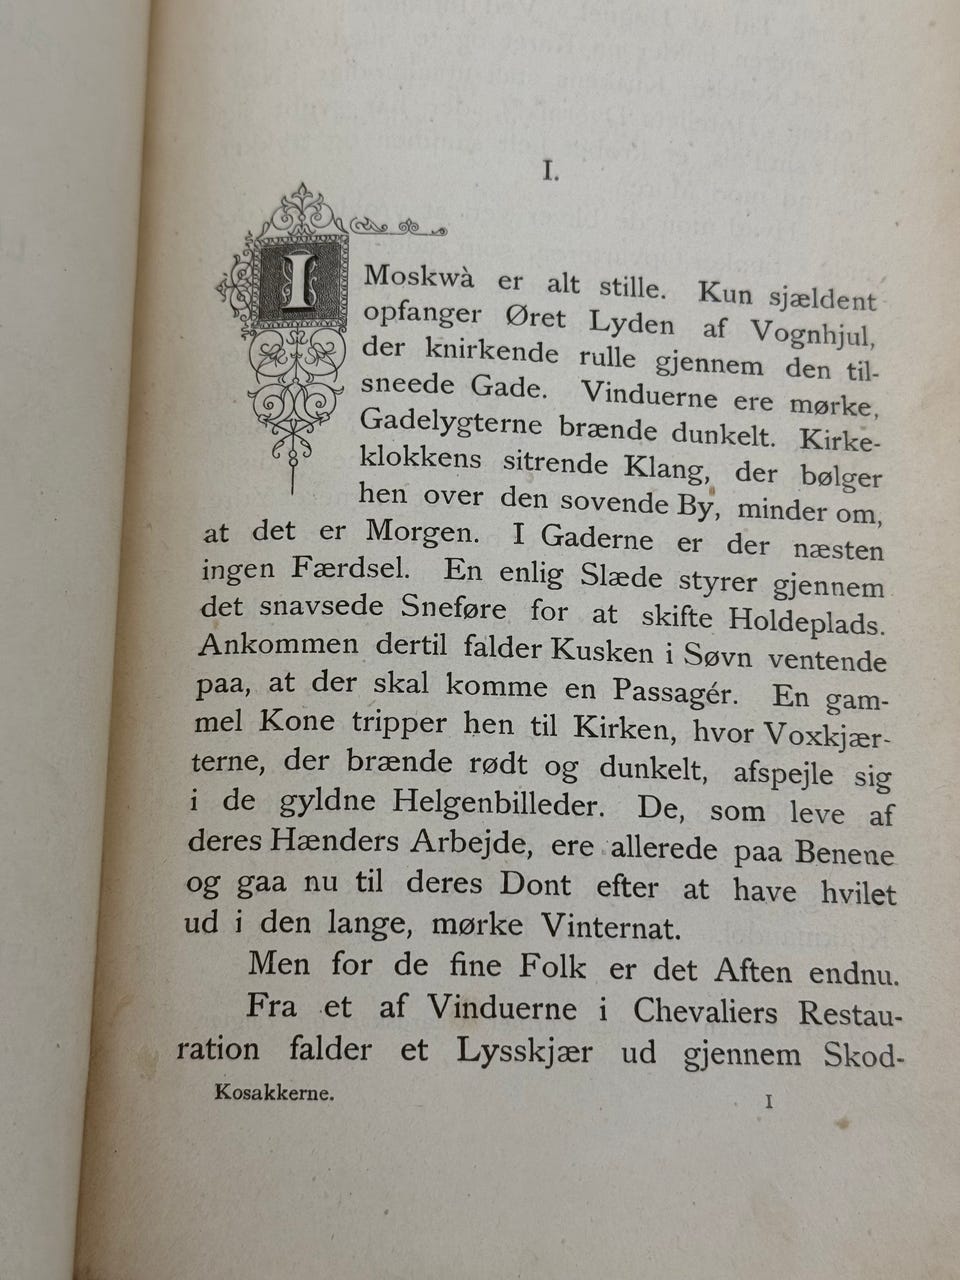 I.
I Moskwà er alt stille. Kun sjældent
opfanger Øret Lyden af Vognhjul,
der knirkende rulle gjennem den til-
sneede Gade. Vinduerne ere mørke,
Gadelygterne brænde dunkelt. Kirke-
klokkens sitrende Klang, der bølger
hen over den sovende By, minder om,
at det er Morgen. I Gaderne er der næsten
ingen Færdsel. En enlig Slæde styrer gjennem
det snavsede Sneføre for at skifte Holdeplads.
Ankommen dertil falder Kusken i Søvn ventende
paa, at der skal komme en Passagér. En gam-
mel Kone tripper hen til Kirken, hvor Voxkjær-
terne, der brænde rødt og dunkelt, afspejle sig
i de gyldne Helgenbilleder. De, som leve af
deres Hænders Arbejde, ere allerede paa Benene
og gaa nu til deres Dont efter at have hvilet
ud i den lange, mørke Vinternat.
Men for de fine Folk er det Aften endnu.
Fra et af Vinduerne i Chevaliers Restau-
ration falder et Lysskjær ud gjennem Skod-
Kosakkerne. 1